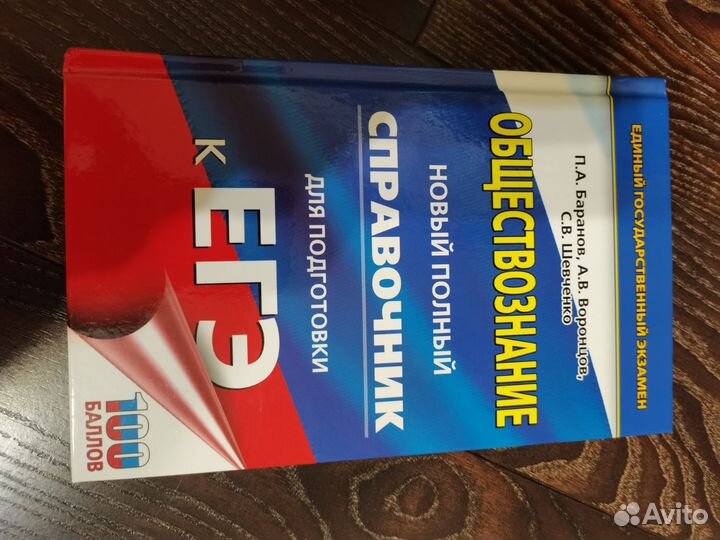 ЕДИНЫЙ ГОСУДАРСТВЕННЫЙ ЭКЗАМЕН
П.А. Баранов, А.В. Воронцов,
С.В. Шевченко
ОБЩЕСТВОЗНАНИЕ
НОВЫЙ ПОЛНЫЙ
СПРАВОЧНИК
ДЛЯ ПОДГОТОВКИ
К ЕГЭ
100
БАЛЛОВ
Avito